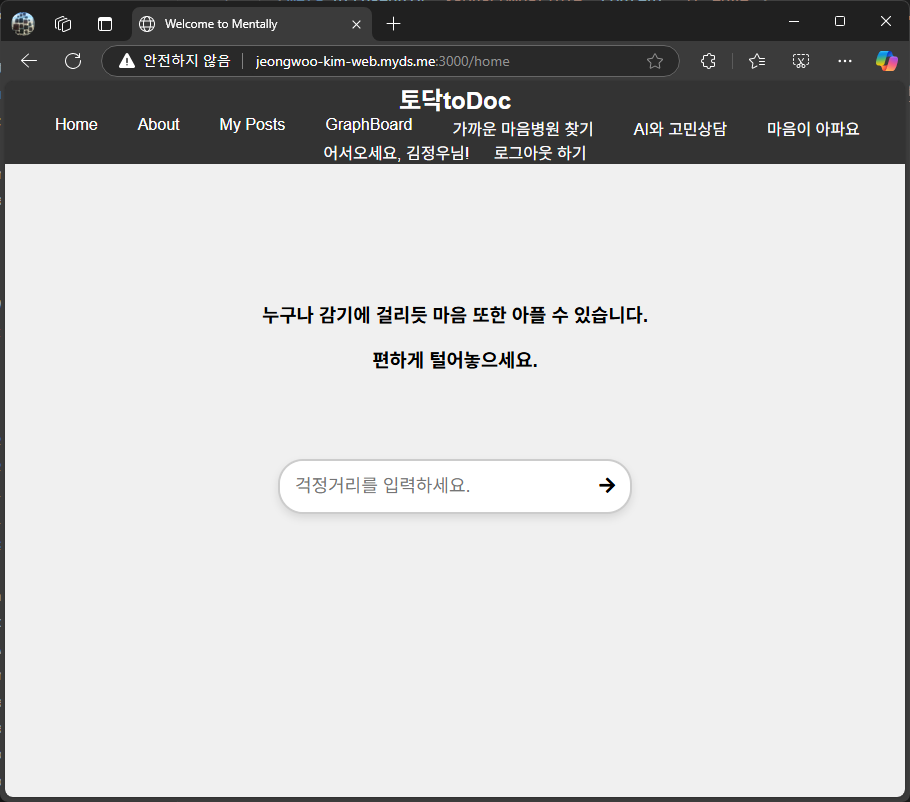 Welcome to Mentally
안전하지 않음 jeongwoo-kim-web.myds.me:3000/home
토닥toDoc
Home About My Posts GraphBoard 가까운 마음병원 찾기 AI와 고민상담 마음이 아파요
어서오세요, 김정우님! 로그아웃 하기
누구나 감기에 걸리듯 마음 또한 아플 수 있습니다.
편하게 털어놓으세요.
걱정거리를 입력하세요.